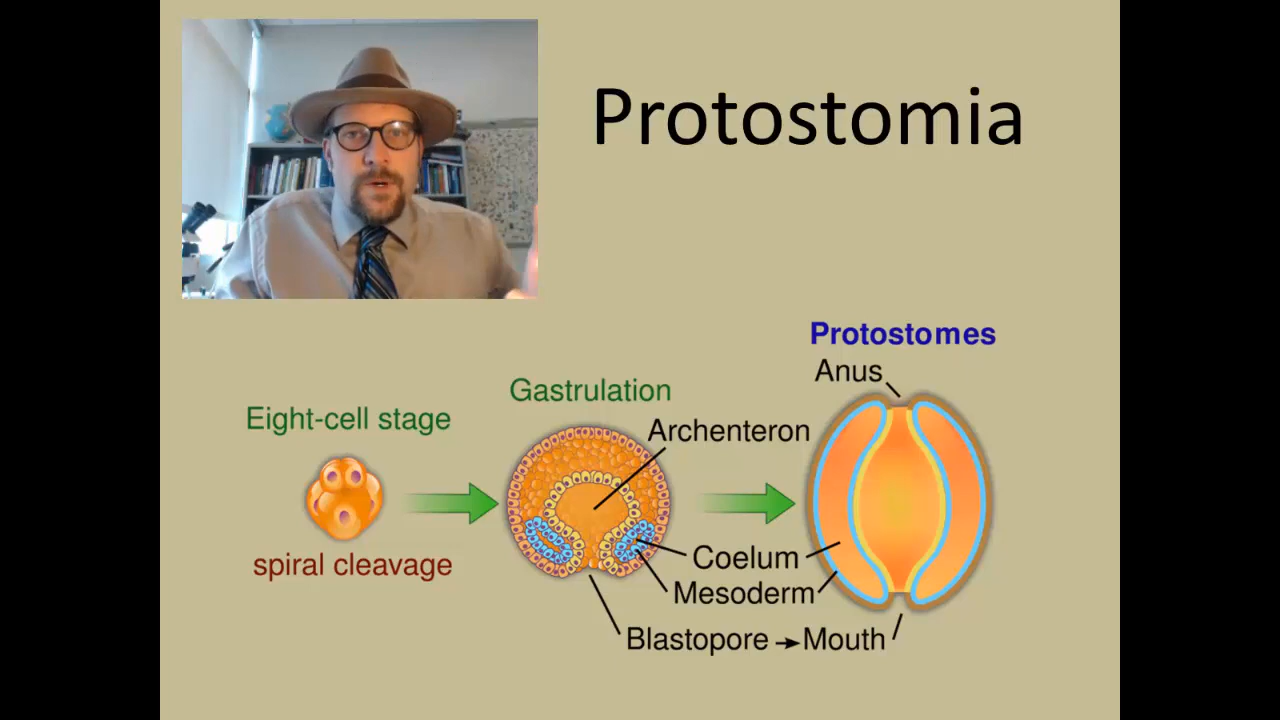 Protostomia
Protostomes
Anus
Gastrulation
Eight-cell stage
Archenteron
Coelum
spiral cleavage
Mesoderm
Blastopore → Mouth